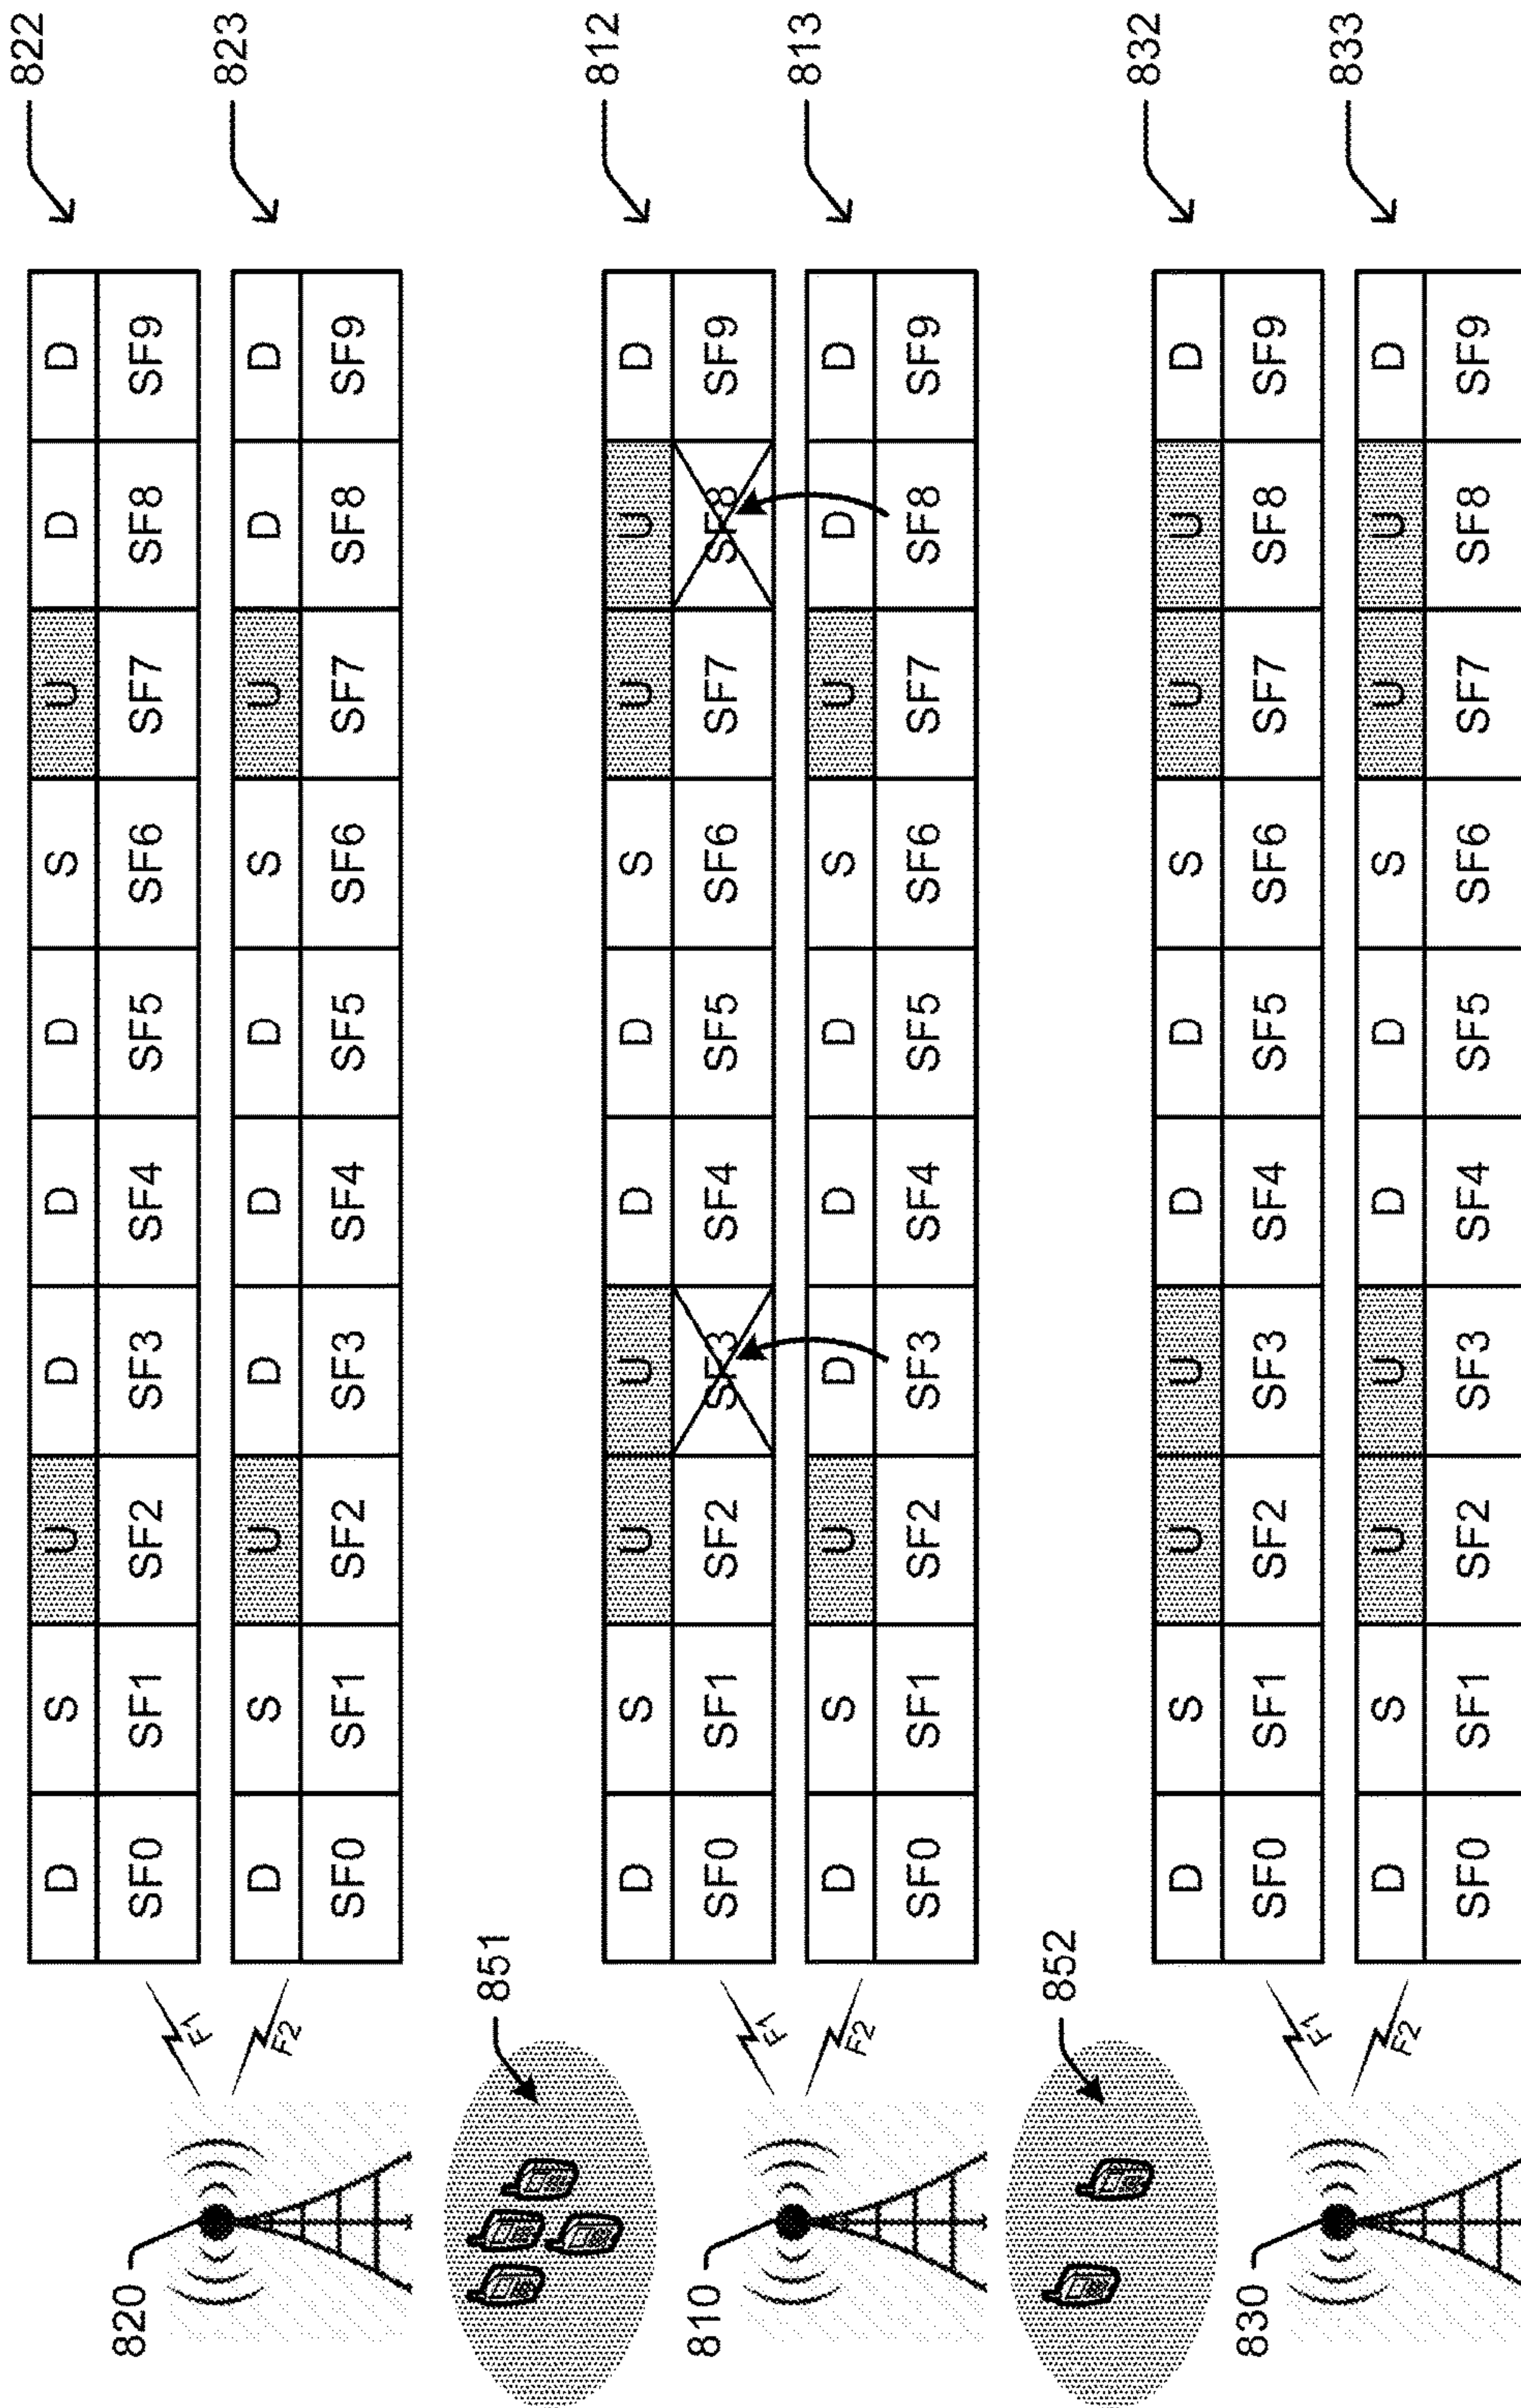 822
D S U D D D S U D D
SF0 SF1 SF2 SF3 SF4 SF5 SF6 SF7 SF8 SF9
823
D S U D D D S U D D
SF0 SF1 SF2 SF3 SF4 SF5 SF6 SF7 SF8 SF9
820
F1
F2
851
812
D S U U D D S U U D
SF0 SF1 SF2 SF3 SF4 SF5 SF6 SF7 SF8 SF9
813
D S U D D D S U D D
SF0 SF1 SF2 SF3 SF4 SF5 SF6 SF7 SF8 SF9
810
F1
F2
852
832
D S U U D D S U U D
SF0 SF1 SF2 SF3 SF4 SF5 SF6 SF7 SF8 SF9
833
D S U U D D S U U D
SF0 SF1 SF2 SF3 SF4 SF5 SF6 SF7 SF8 SF9
830
F1
F2